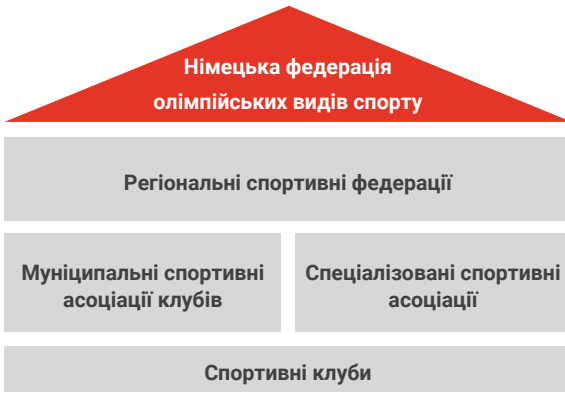 Німецька федерація
олімпійських видів спорту
Регіональні спортивні федерації
Муніципальні спортивні
асоціації клубів
Спеціалізовані спортивні
асоціації
Спортивні клуби